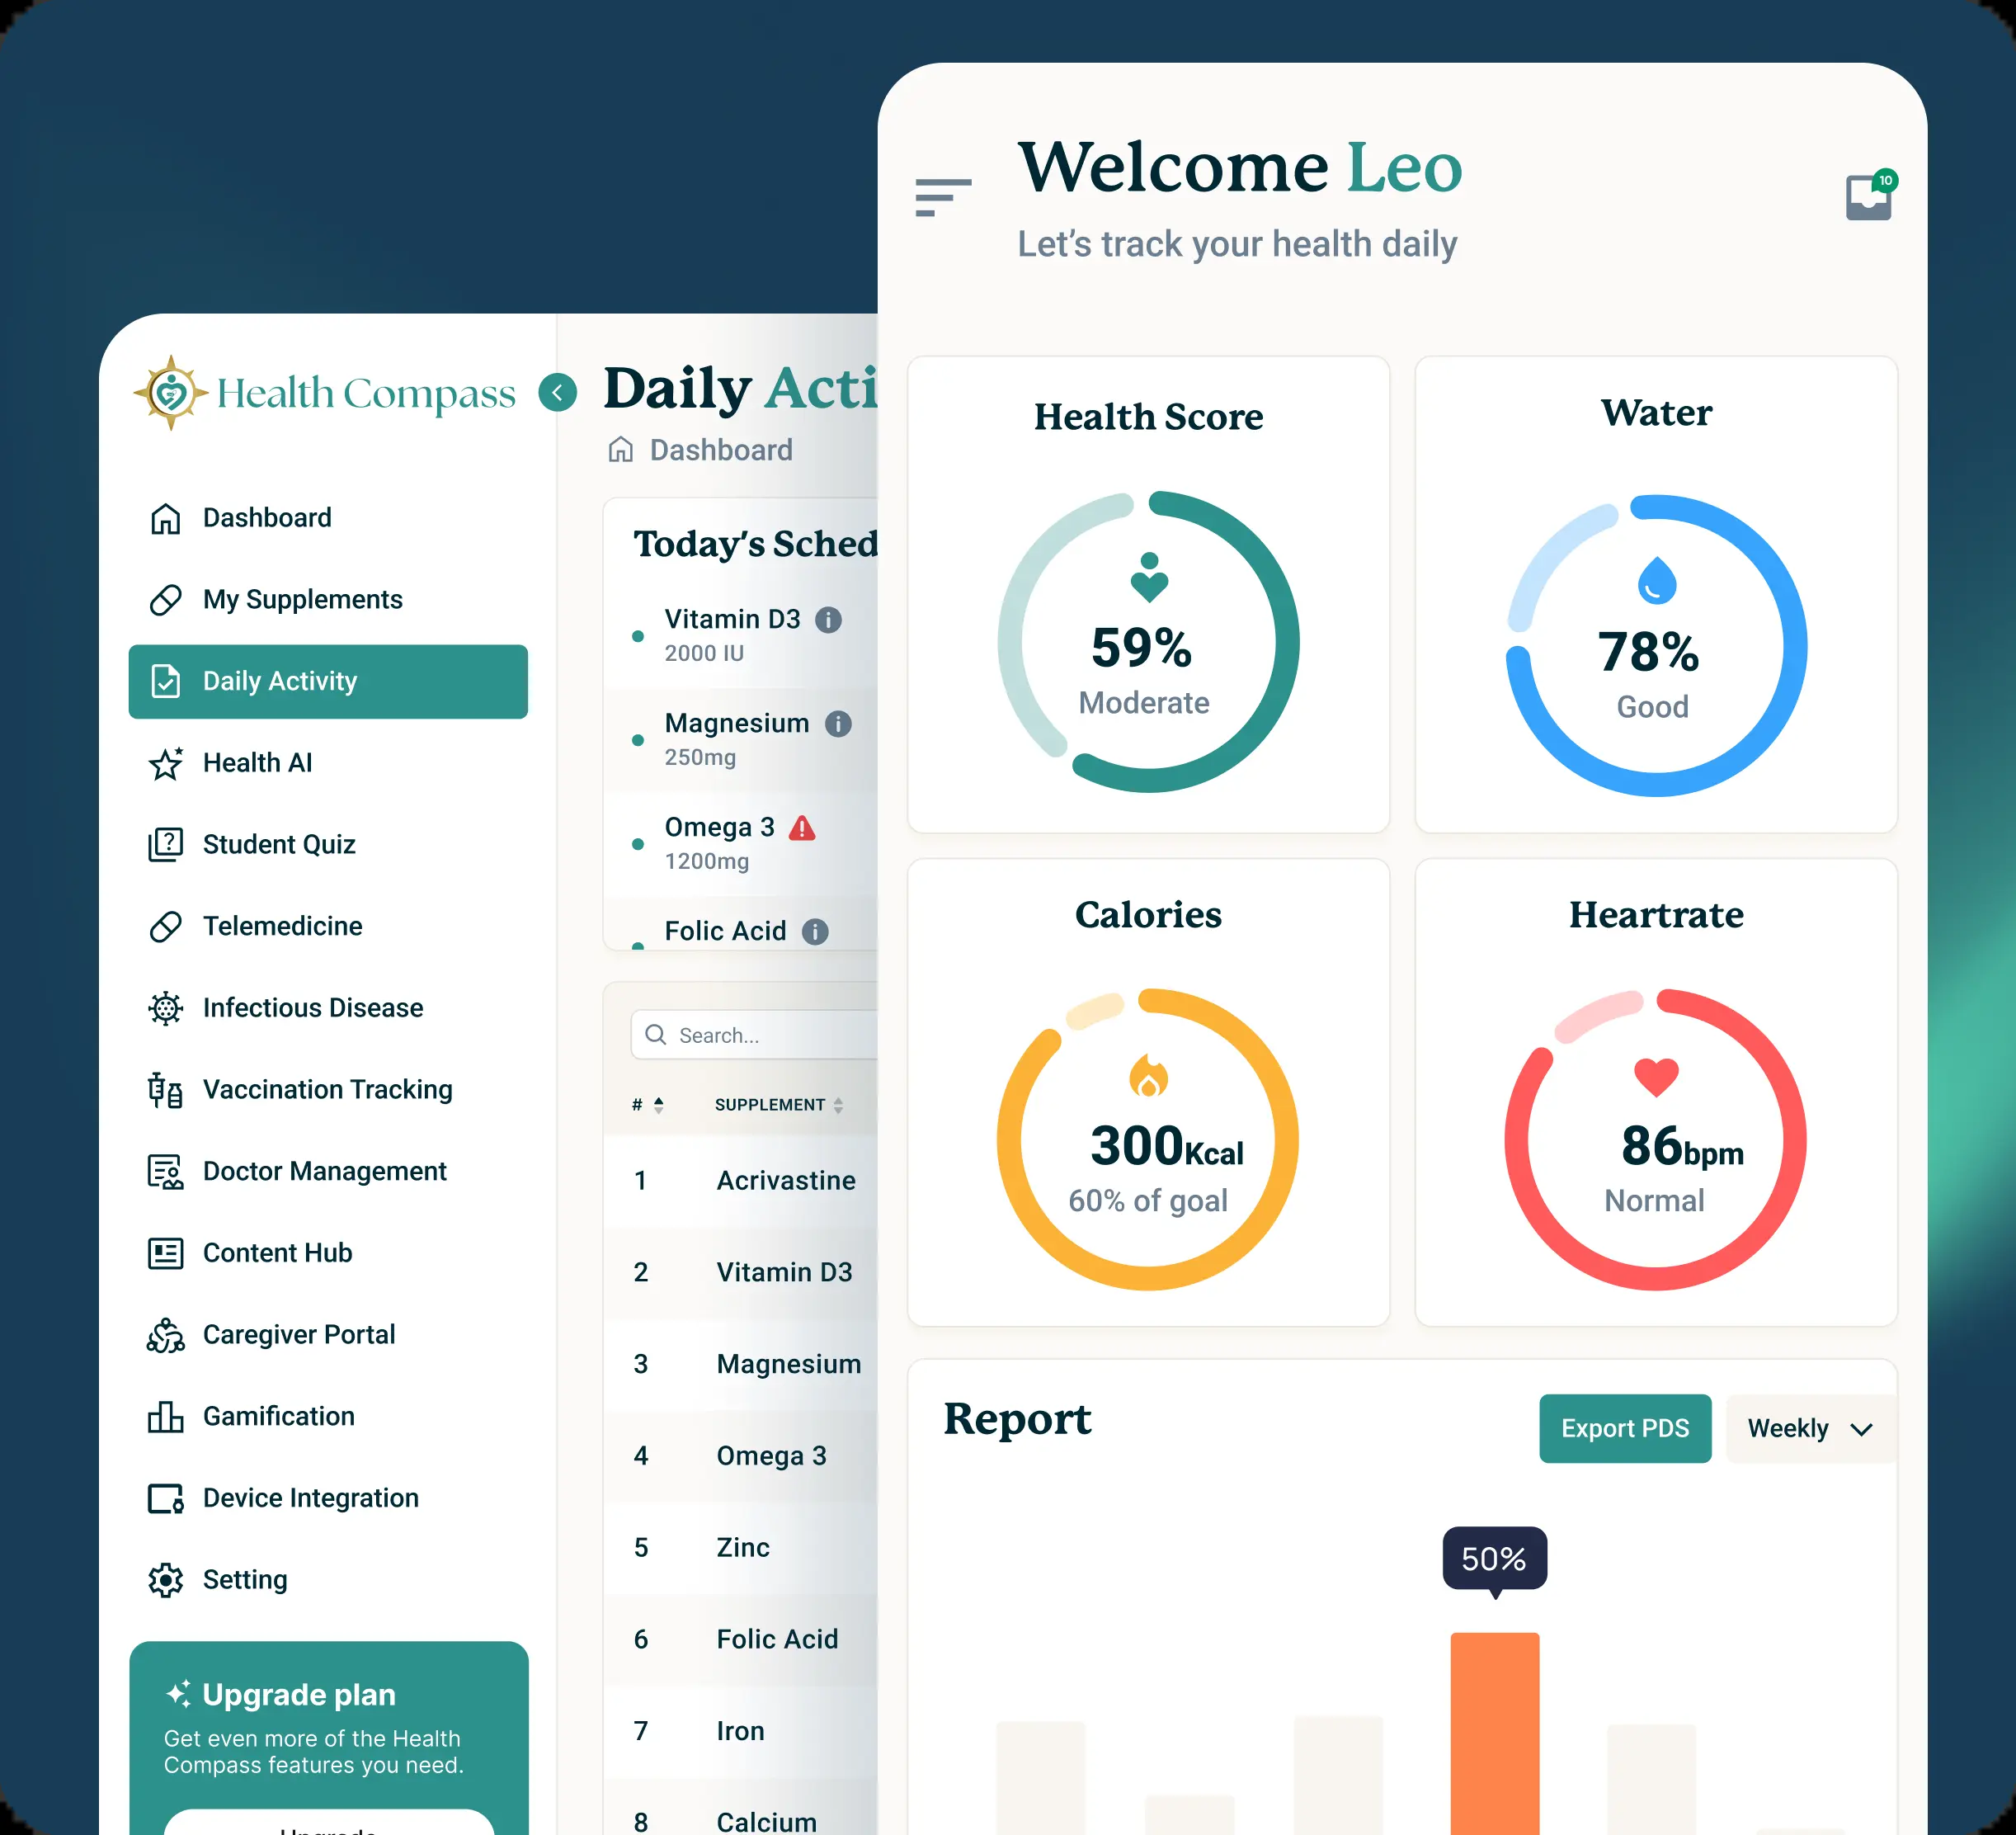 Health Compass
Dashboard
My Supplements
Daily Activity
Health AI
Student Quiz
Telemedicine
Infectious Disease
Vaccination Tracking
Doctor Management
Content Hub
Caregiver Portal
Gamification
Device Integration
Setting
Upgrade plan
Get even more of the Health
Compass features you need.
Daily Acti
Dashboard
Today's Sched
Vitamin D3
2000 IU
Magnesium
250mg
Omega 3
1200mg
Folic Acid
Search...
# SUPPLEMENT
1 Acrivastine
2 Vitamin D3
3 Magnesium
4 Omega 3
5 Zinc
6 Folic Acid
7 Iron
8 Calcium
Welcome Leo
Let's track your health daily
10
Health Score
59%
Moderate
Water
78%
Good
Calories
300Kcal
60% of goal
Heartrate
86bpm
Normal
Report
Export PDS
Weekly
50%